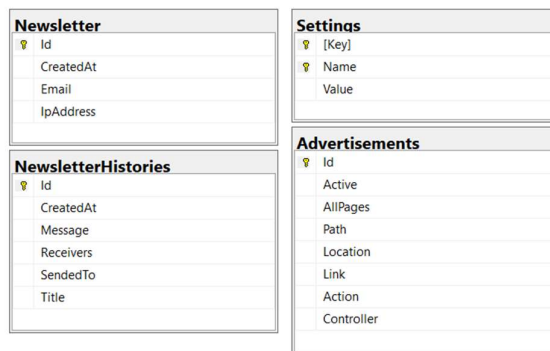 Newsletter
Id
CreatedAt
Email
IpAddress
NewsletterHistories
Id
CreatedAt
Message
Receivers
SendedTo
Title
Settings
[Key]
Name
Value
Advertisements
Id
Active
AllPages
Path
Location
Link
Action
Controller